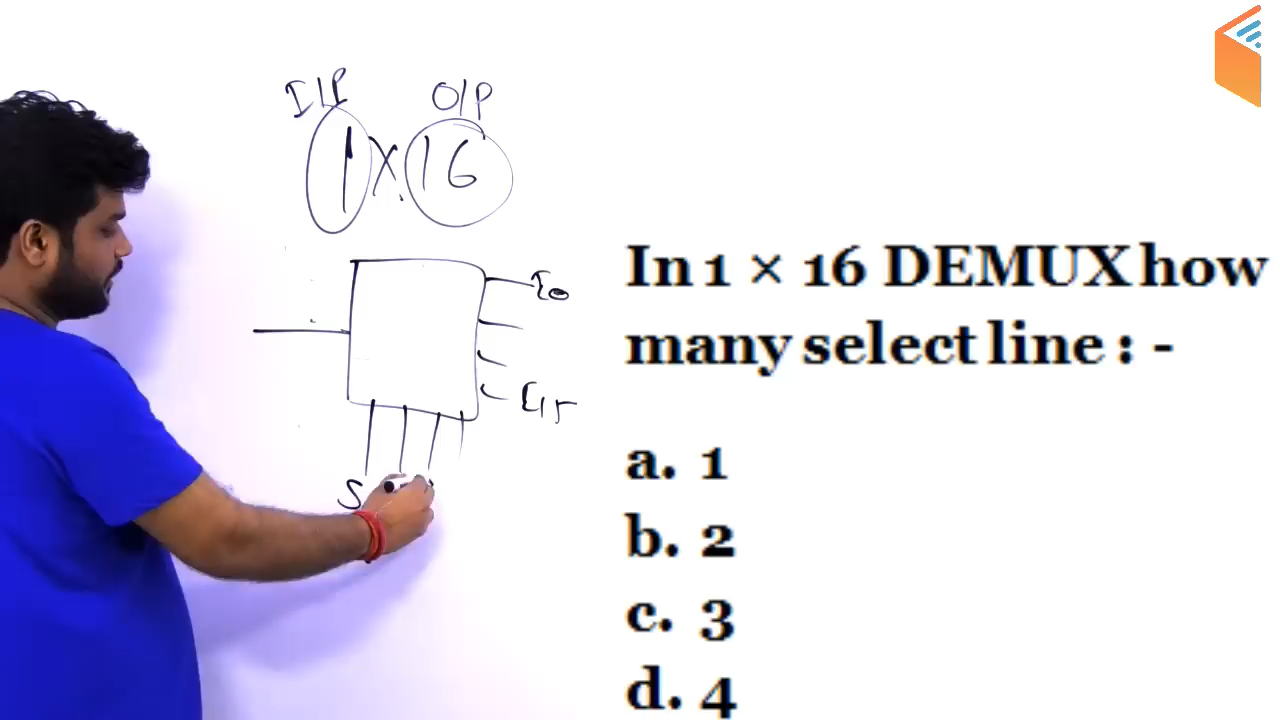 I/P O/P
1 X 16
I0
I15
S
In 1 × 16 DEMUX how
many select line : -
a. 1
b. 2
c. 3
d. 4